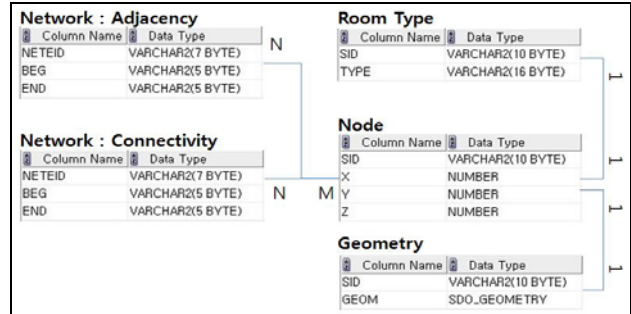 Network : Adjacency
Column Name Data Type
NETEID VARCHAR2(7 BYTE)
BEG VARCHAR2(5 BYTE)
END VARCHAR2(5 BYTE)
N
Room Type
Column Name Data Type
SID VARCHAR2(10 BYTE)
TYPE VARCHAR2(16 BYTE)
1
Network : Connectivity
Column Name Data Type
NETEID VARCHAR2(7 BYTE)
BEG VARCHAR2(5 BYTE)
END VARCHAR2(5 BYTE)
N
M
Node
Column Name Data Type
SID VARCHAR2(10 BYTE)
X NUMBER
Y NUMBER
Z NUMBER
1
1
Geometry
Column Name Data Type
SID VARCHAR2(10 BYTE)
GEOM SDO_GEOMETRY
1